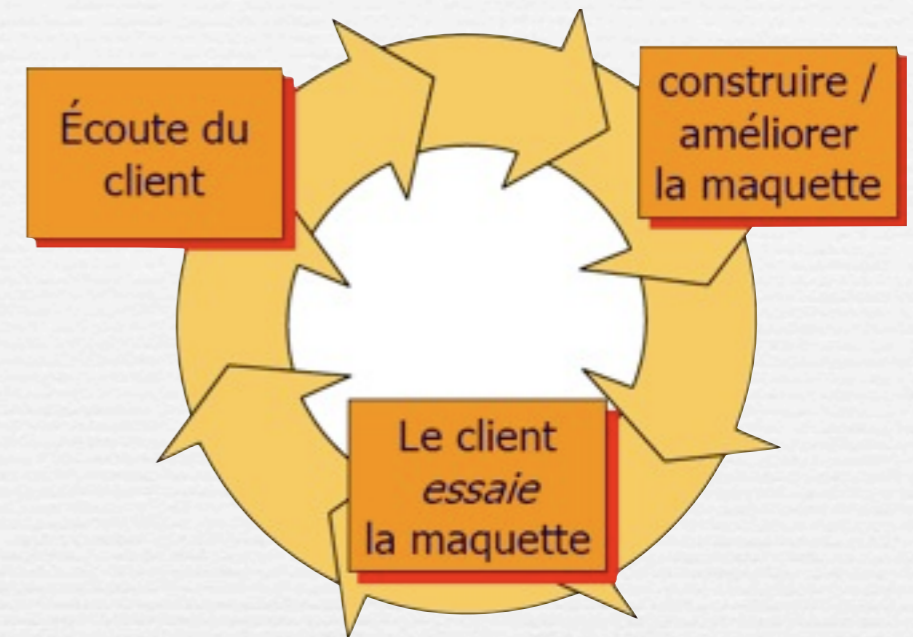 Écoute du
client
construire /
améliorer
la maquette
Le client
essaie
la maquette